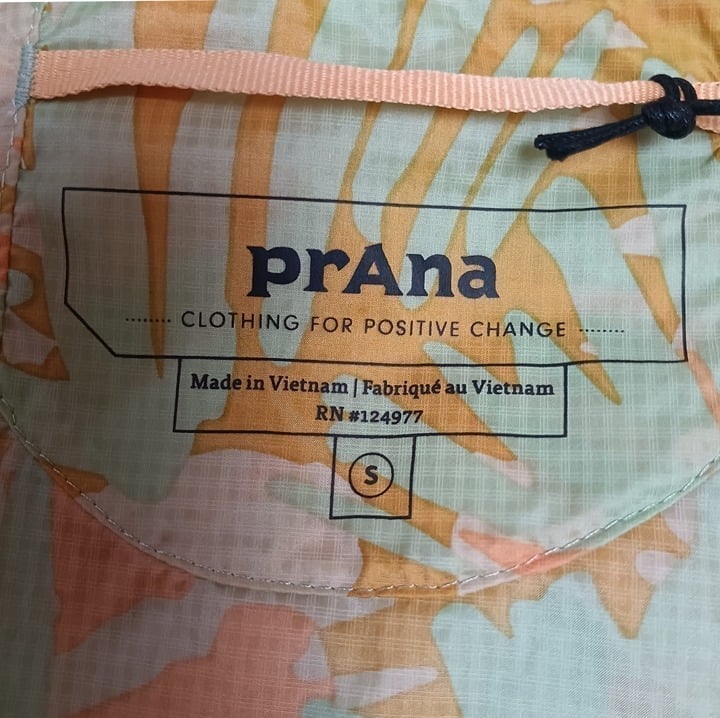 prAna
CLOTHING FOR POSITIVE CHANGE
Made in Vietnam | Fabriqué au Vietnam
RN #124977
S